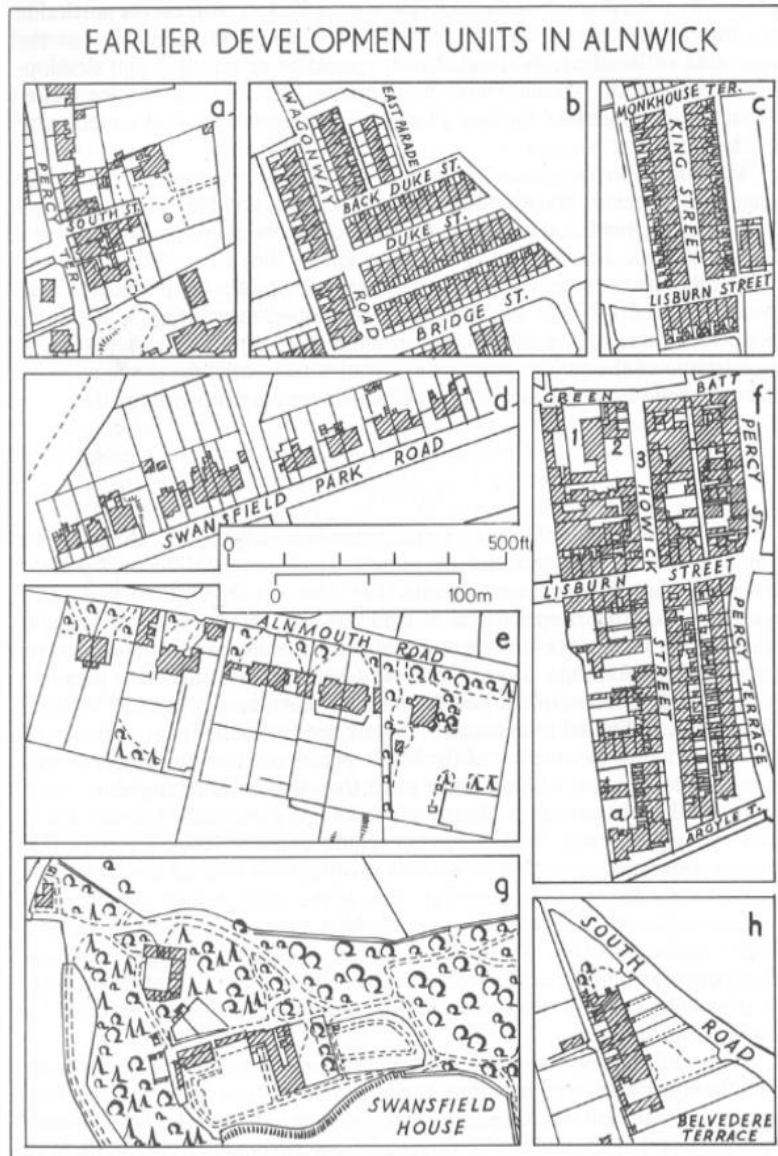 EARLIER DEVELOPMENT UNITS IN ALNWICK
a
PERCY TER.
SOUTH ST.
b
WAGONWAY ROAD
EAST PARADE
BACK DUKE ST.
DUKE ST.
BRIDGE ST.
c
MONKHOUSE TER.
KING STREET
LISBURN STREET
d
SWANSFIELD PARK ROAD
0 500ft
0 100m
e
ALNMOUTH ROAD
f
GREEN BATT
1
2
3
HOWICK STREET
PERCY ST.
LISBURN STREET
PERCY TERRACE
a
ARGYLE T.
g
SWANSFIELD
HOUSE
h
SOUTH ROAD
BELVEDERE
TERRACE